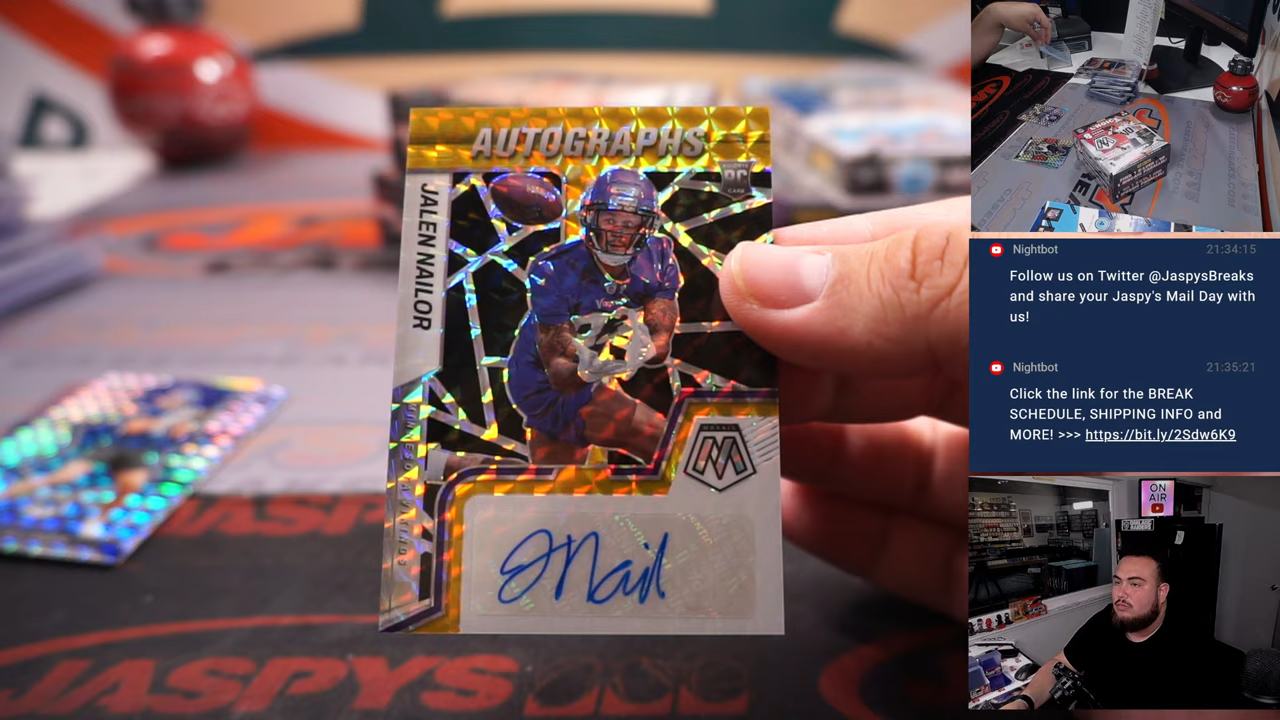 AUTOGRAPHS
RC
JALEN NAILOR
MOSAIC
JNail
JASPYS
Nightbot
21:34:15
Follow us on Twitter @JaspysBreaks
and share your Jaspy's Mail Day with
us!
Nightbot
21:35:21
Click the link for the BREAK
SCHEDULE, SHIPPING INFO and
MORE! >>> https://bit.ly/2Sdw6K9
ON
AIR